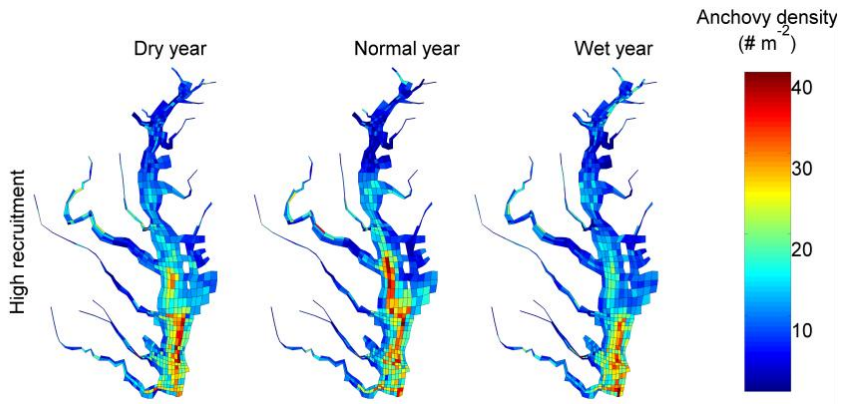 Anchovy density
(# m⁻²)
Dry year
Normal year
Wet year
High recruitment
40
30
20
10